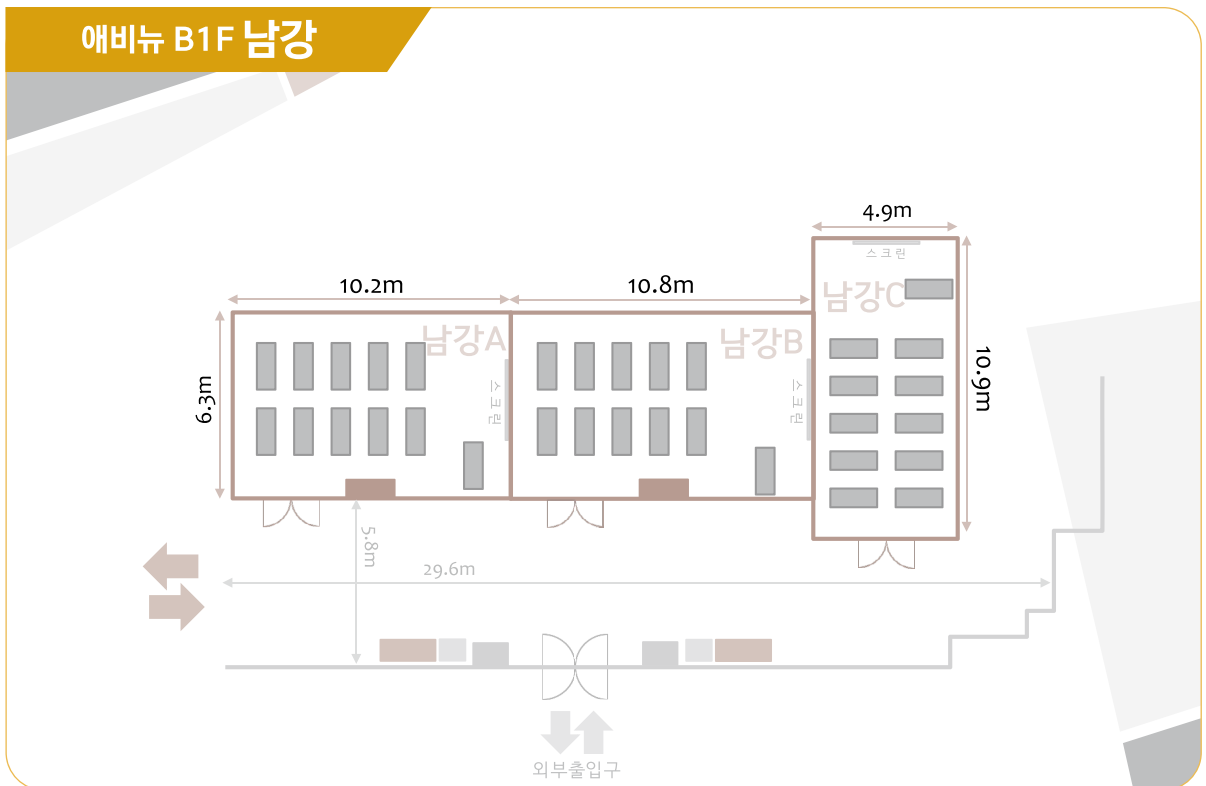 애비뉴 B1F 남강
4.9m
스크린
남강C
10.2m
10.8m
남강A
남강B
6.3m
스크린
스크린
10.9m
5.8m
29.6m
외부출입구